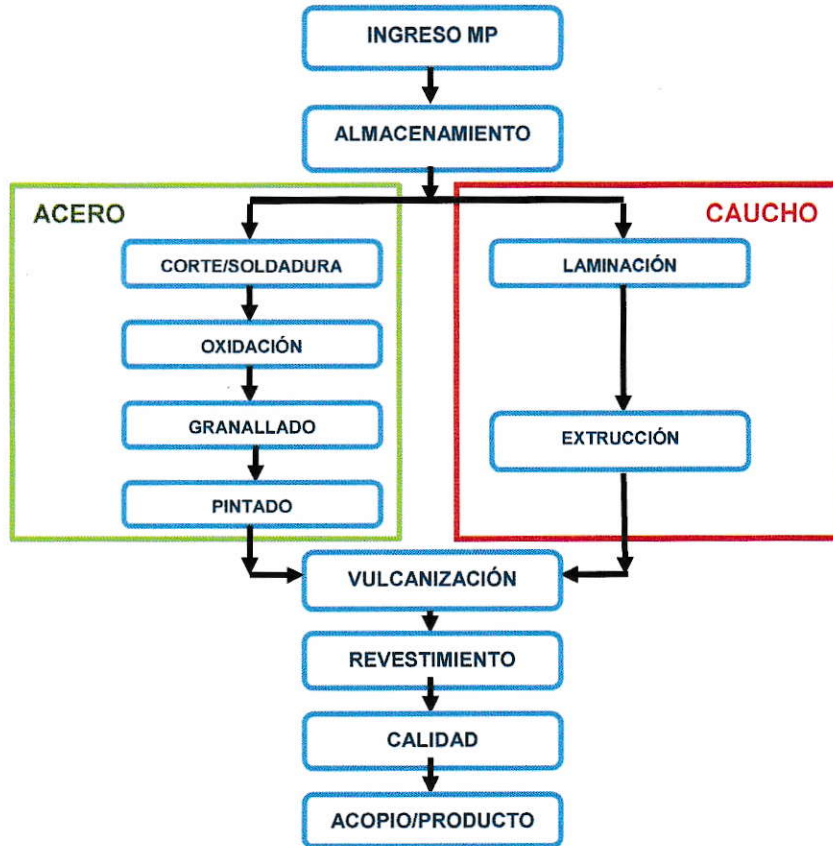 INGRESO MP
ALMACENAMIENTO
ACERO
CORTE/SOLDADURA
OXIDACIÓN
GRANALLADO
PINTADO
CAUCHO
LAMINACIÓN
EXTRUCCIÓN
VULCANIZACIÓN
REVESTIMIENTO
CALIDAD
ACOPIO/PRODUCTO